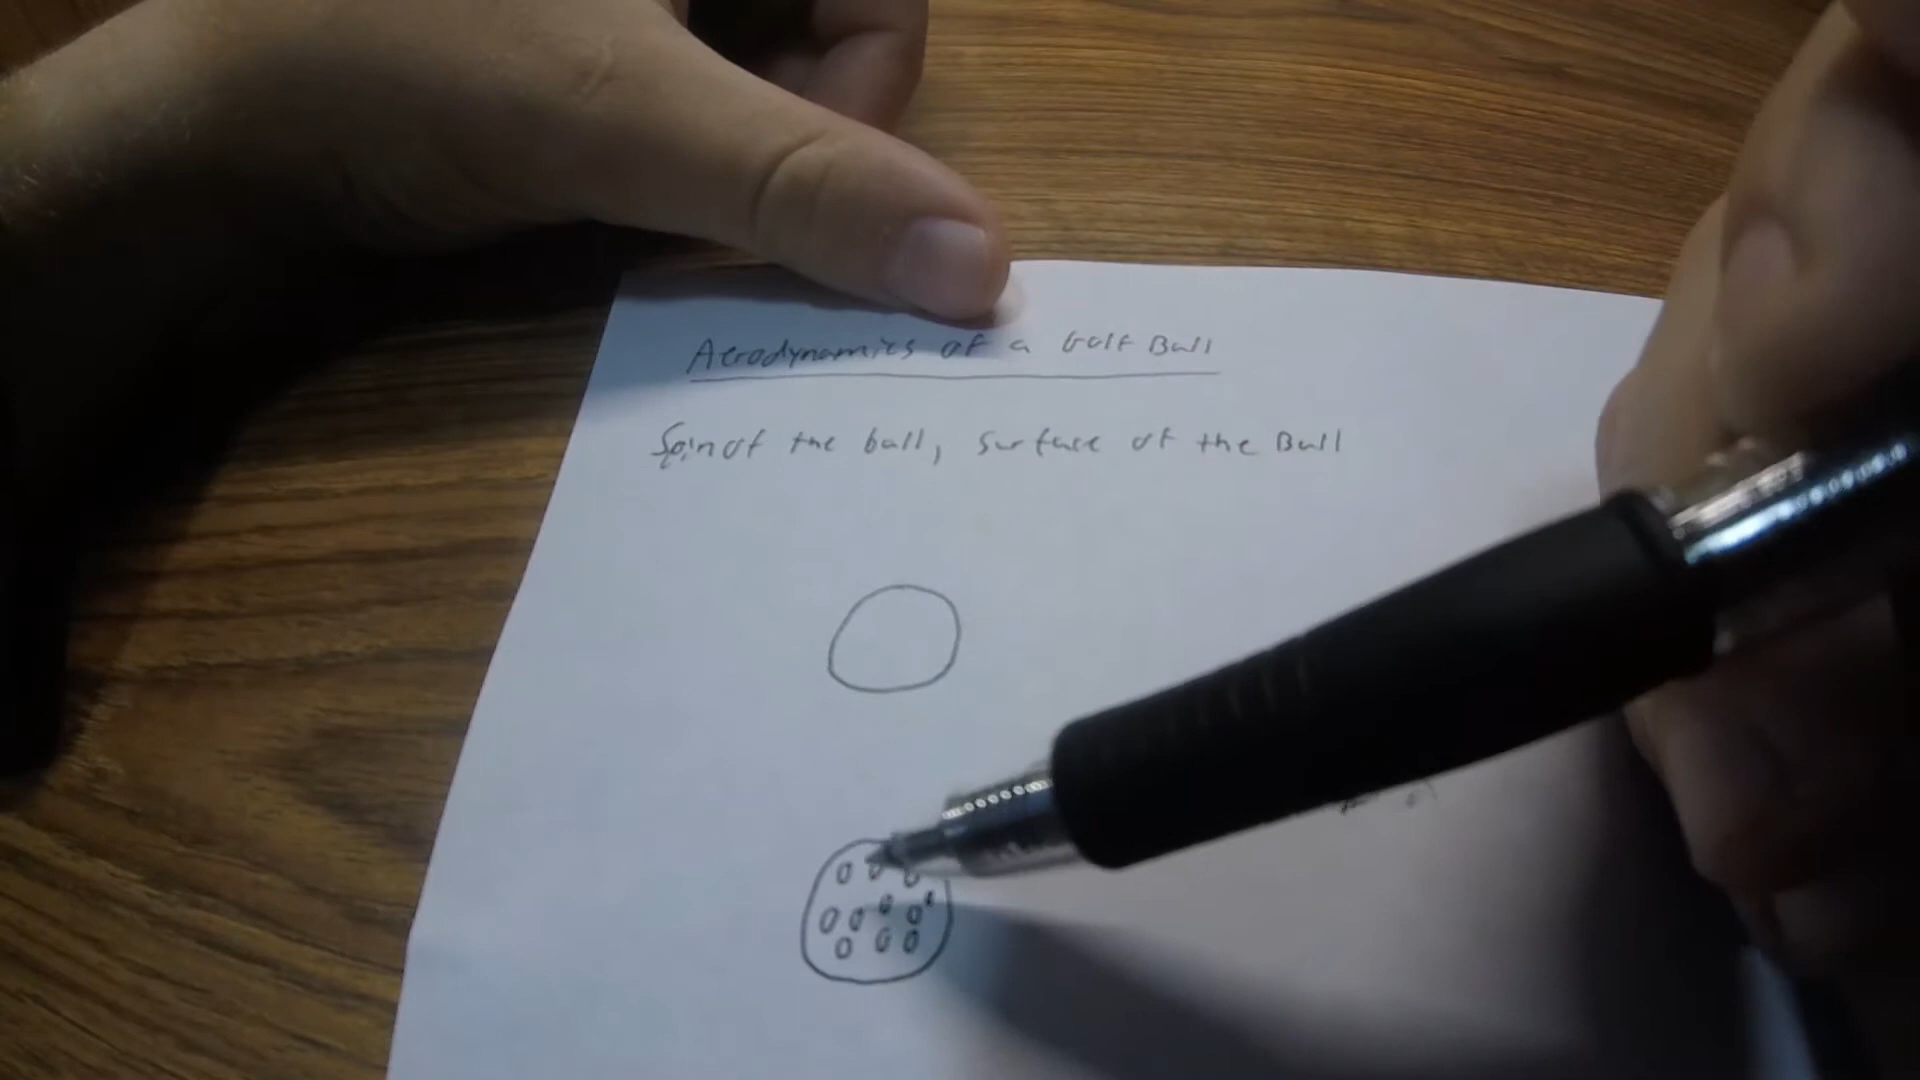 Aerodynamics of a Golf Ball
Spin of the ball, Surface of the Ball